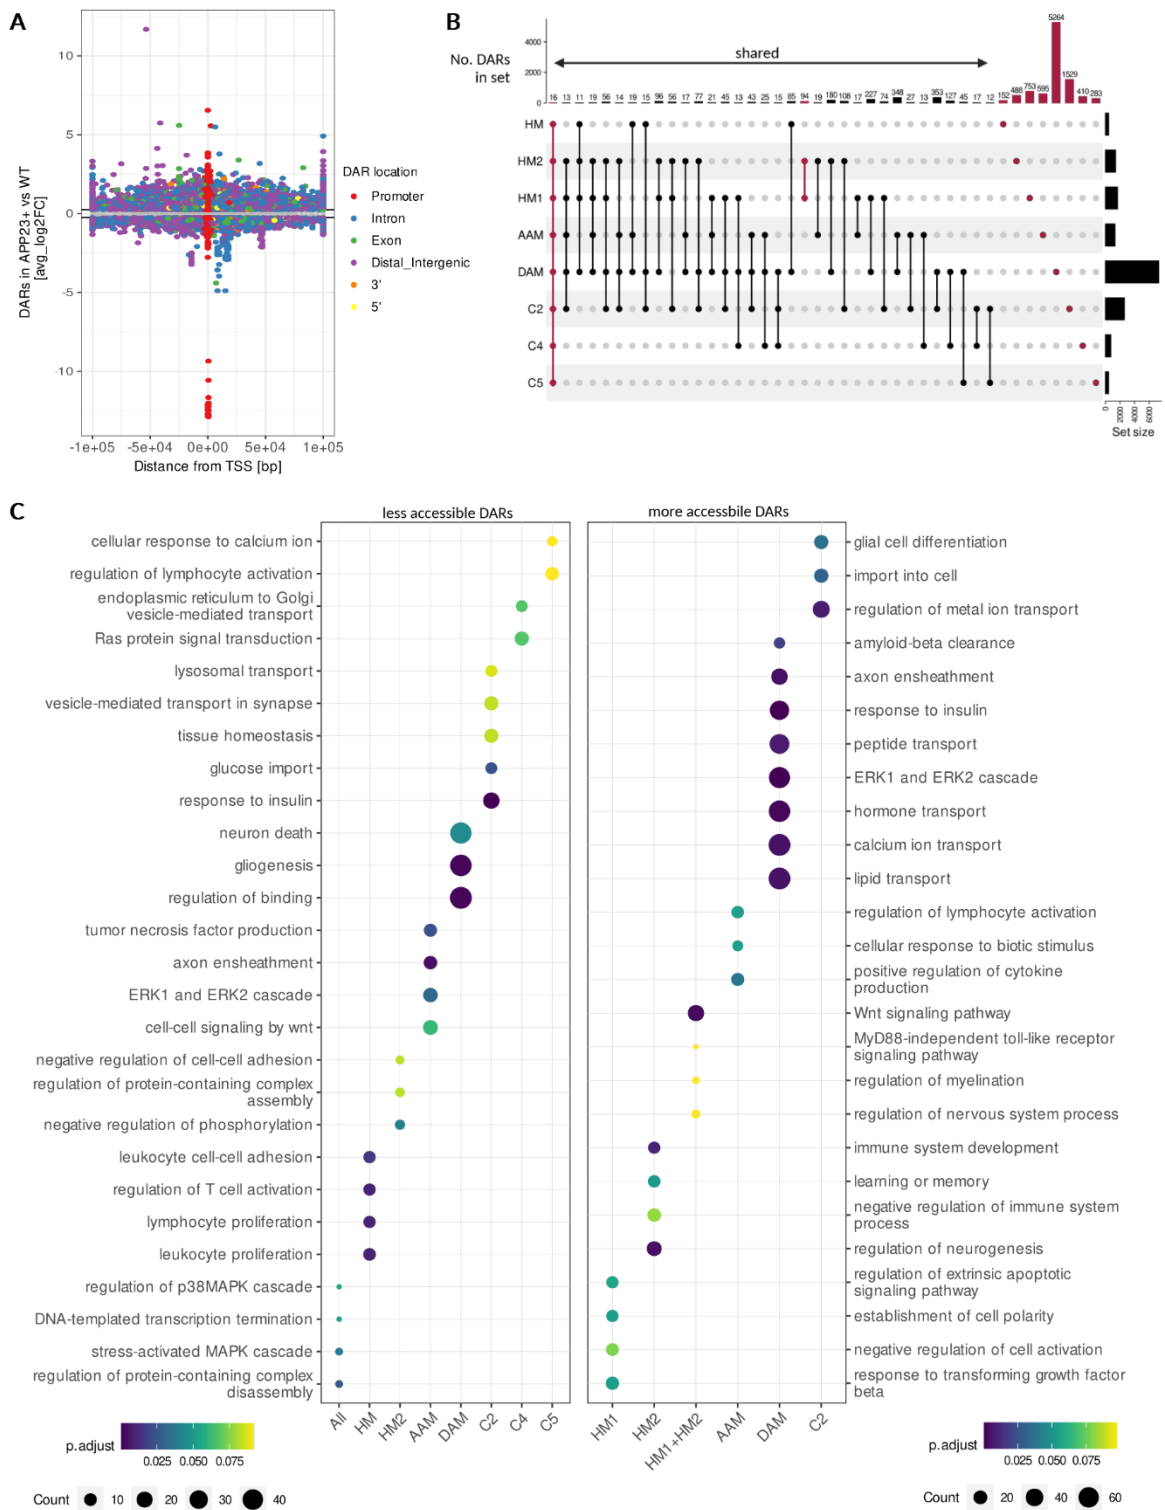 A
DARs in APP23+ vs WT
[avg_log2FC]
10
5
0
-5
-10
-1e+05
-5e+04
0e+00
5e+04
1e+05
Distance from TSS [bp]
DAR location
Promoter
Intron
Exon
Distal_Intergenic
3'
5'
B
No. DARs
in set
4000
2000
0
shared
16 13 11 19 56 14 19 15 96 56 17 77 21 45 13 43 25 15 85 94 19 180 108 17 227 74 348 27 13 353 127 45 17 12 152 488 753 595 5264 1529 410 283
HM
HM2
HM1
AAM
DAM
C2
C4
C5
0 2000 4000 6000
Set size
C
less accessible DARs
cellular response to calcium ion
regulation of lymphocyte activation
endoplasmic reticulum to Golgi
vesicle-mediated transport
Ras protein signal transduction
lysosomal transport
vesicle-mediated transport in synapse
tissue homeostasis
glucose import
response to insulin
neuron death
gliogenesis
regulation of binding
tumor necrosis factor production
axon ensheathment
ERK1 and ERK2 cascade
cell-cell signaling by wnt
negative regulation of cell-cell adhesion
regulation of protein-containing complex
assembly
negative regulation of phosphorylation
leukocyte cell-cell adhesion
regulation of T cell activation
lymphocyte proliferation
leukocyte proliferation
regulation of p38MAPK cascade
DNA-templated transcription termination
stress-activated MAPK cascade
regulation of protein-containing complex
disassembly
All HM HM2 AAM DAM C2 C4 C5
p.adjust
0.025 0.050 0.075
Count 10 20 30 40
more accessbile DARs
glial cell differentiation
import into cell
regulation of metal ion transport
amyloid-beta clearance
axon ensheathment
response to insulin
peptide transport
ERK1 and ERK2 cascade
hormone transport
calcium ion transport
lipid transport
regulation of lymphocyte activation
cellular response to biotic stimulus
positive regulation of cytokine
production
Wnt signaling pathway
MyD88-independent toll-like receptor
signaling pathway
regulation of myelination
regulation of nervous system process
immune system development
learning or memory
negative regulation of immune system
process
regulation of neurogenesis
regulation of extrinsic apoptotic
signaling pathway
establishment of cell polarity
negative regulation of cell activation
response to transforming growth factor
beta
HM1 HM2 HM1+HM2 AAM DAM C2
p.adjust
0.025 0.050 0.075
Count 20 40 60